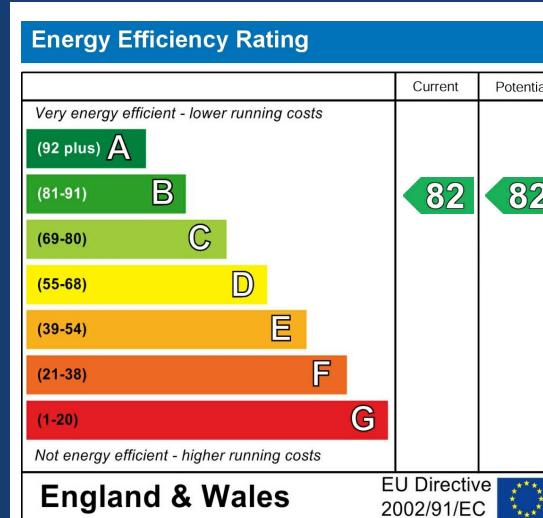 Energy Efficiency Rating
Current Potentia
Very energy efficient - lower running costs
(92 plus) A
(81-91) B 82 82
(69-80) C
(55-68) D
(39-54) E
(21-38) F
(1-20) G
Not energy efficient - higher running costs
England & Wales
EU Directive
2002/91/EC